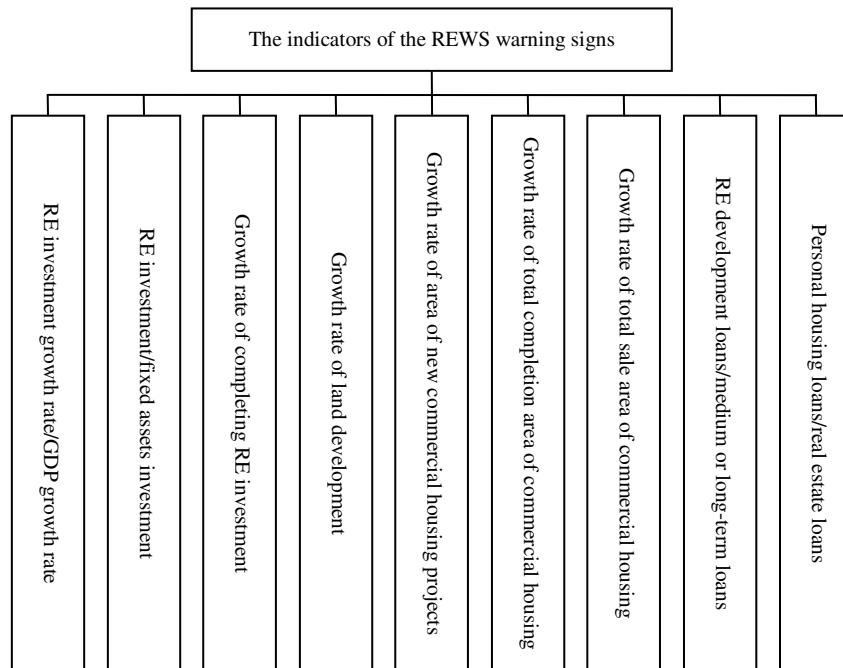 The indicators of the REWS warning signs
RE investment growth rate/GDP growth rate
RE investment/fixed assets investment
Growth rate of completing RE investment
Growth rate of land development
Growth rate of area of new commercial housing projects
Growth rate of total completion area of commercial housing
Growth rate of total sale area of commercial housing
RE development loans/medium or long-term loans
Personal housing loans/real estate loans